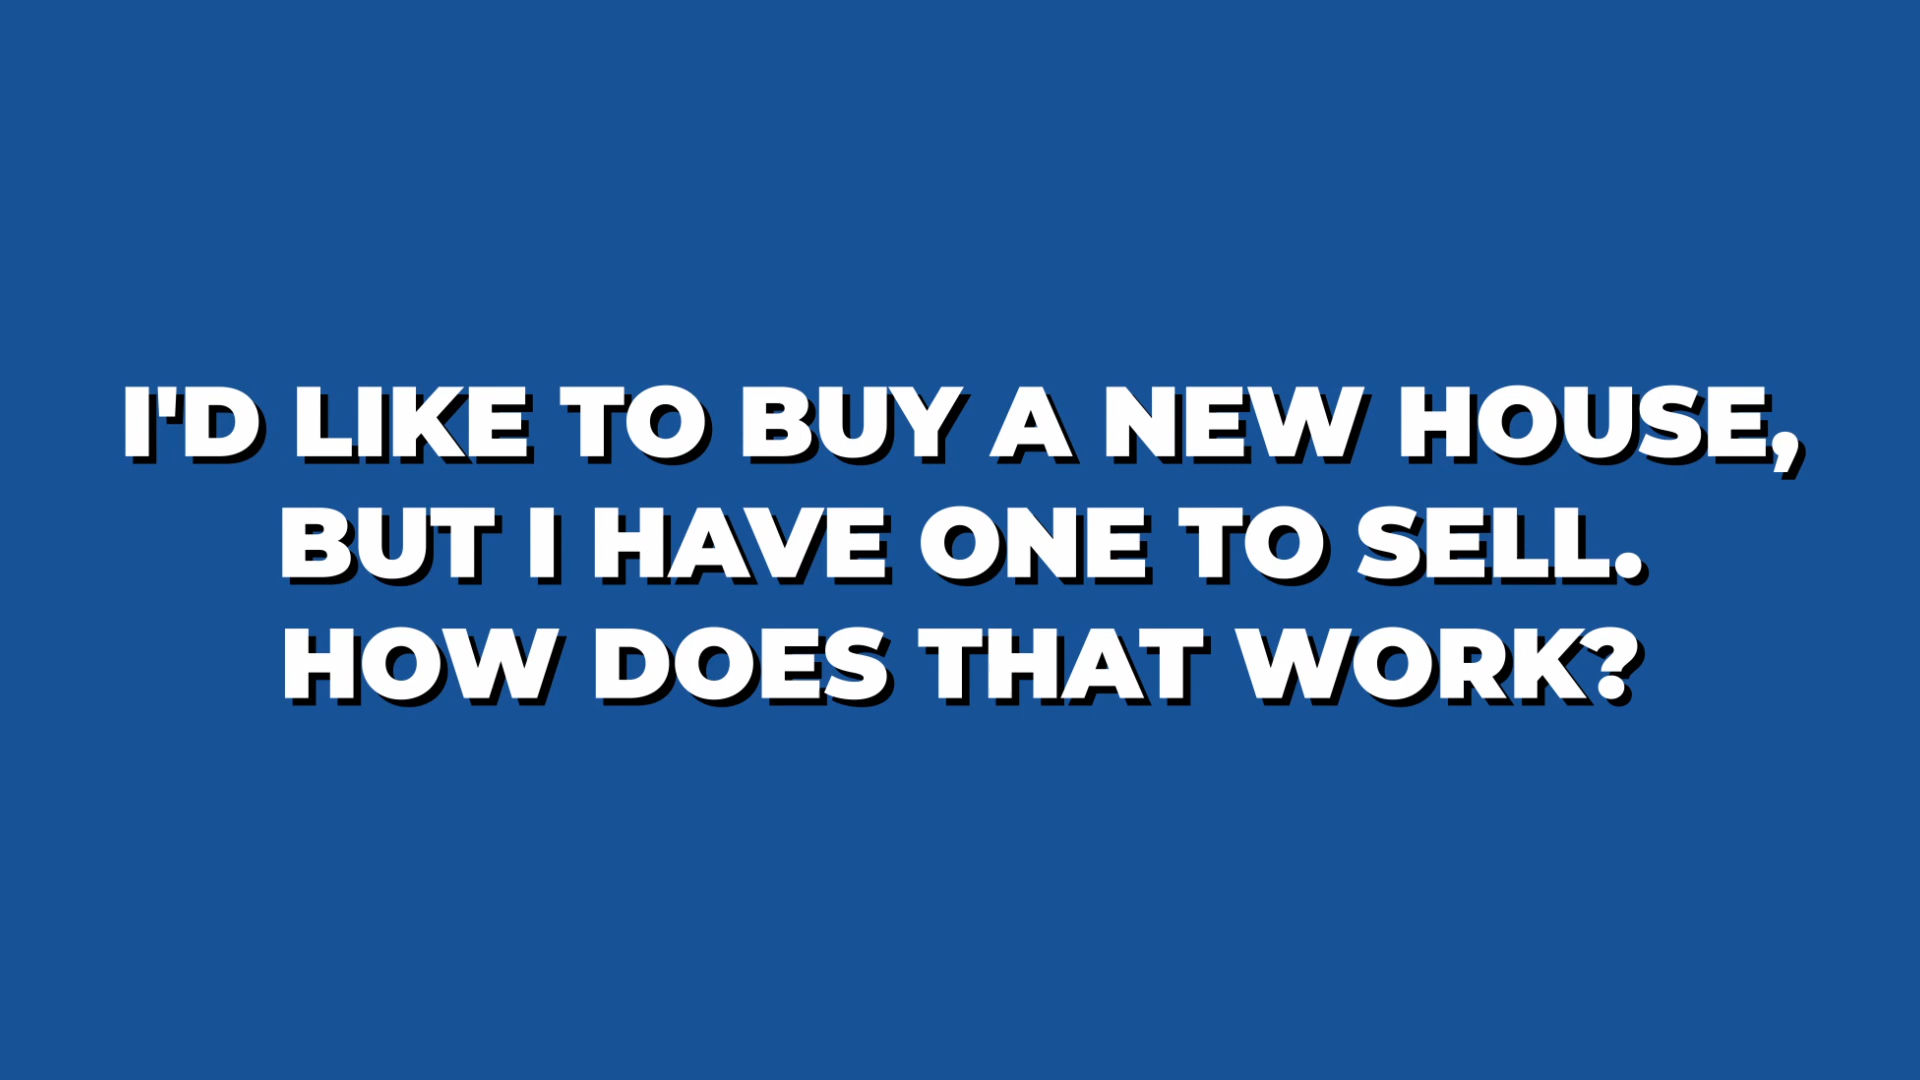 I'D LIKE TO BUY A NEW HOUSE,
BUT I HAVE ONE TO SELL.
HOW DOES THAT WORK?